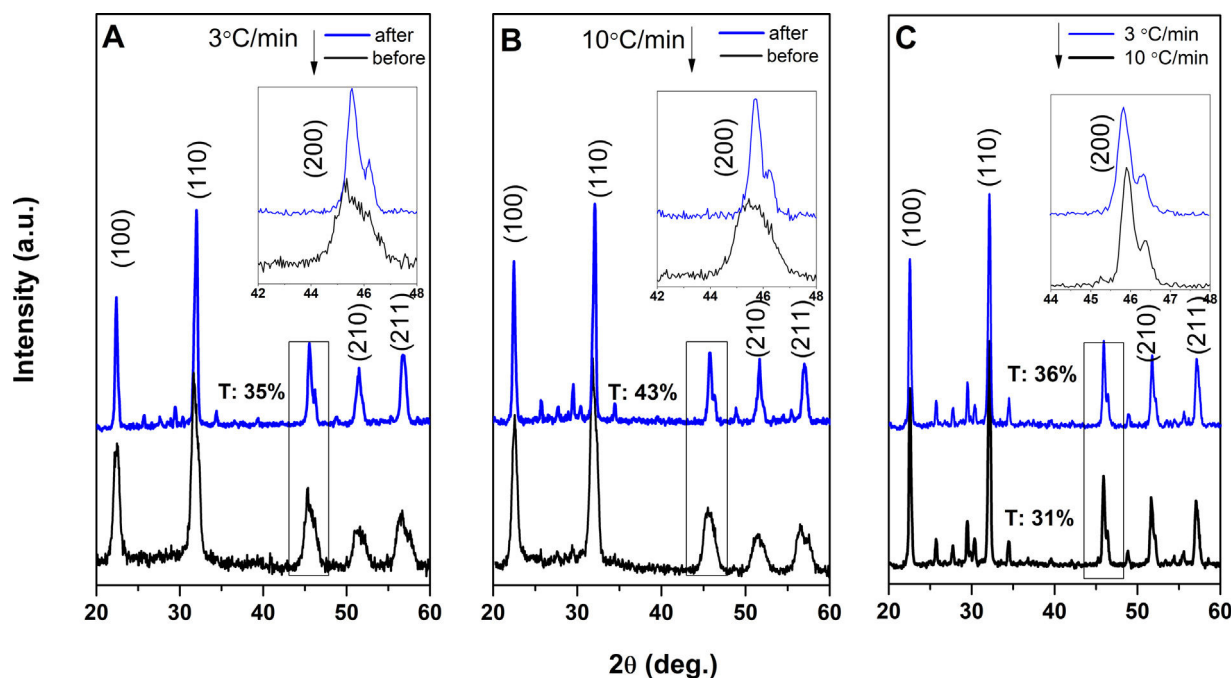 Intensity (a.u.)
A
3°C/min
after
before
(200)
42 44 46 48
(100)
(110)
(210)
(211)
T: 35%
20 30 40 50 60
B
10°C/min
after
before
(200)
42 44 46 48
(100)
(110)
(210)
(211)
T: 43%
20 30 40 50 60
C
3 °C/min
10 °C/min
(200)
44 45 46 47 48
(100)
(110)
(210)
(211)
T: 36%
T: 31%
20 30 40 50 60
2θ (deg.)